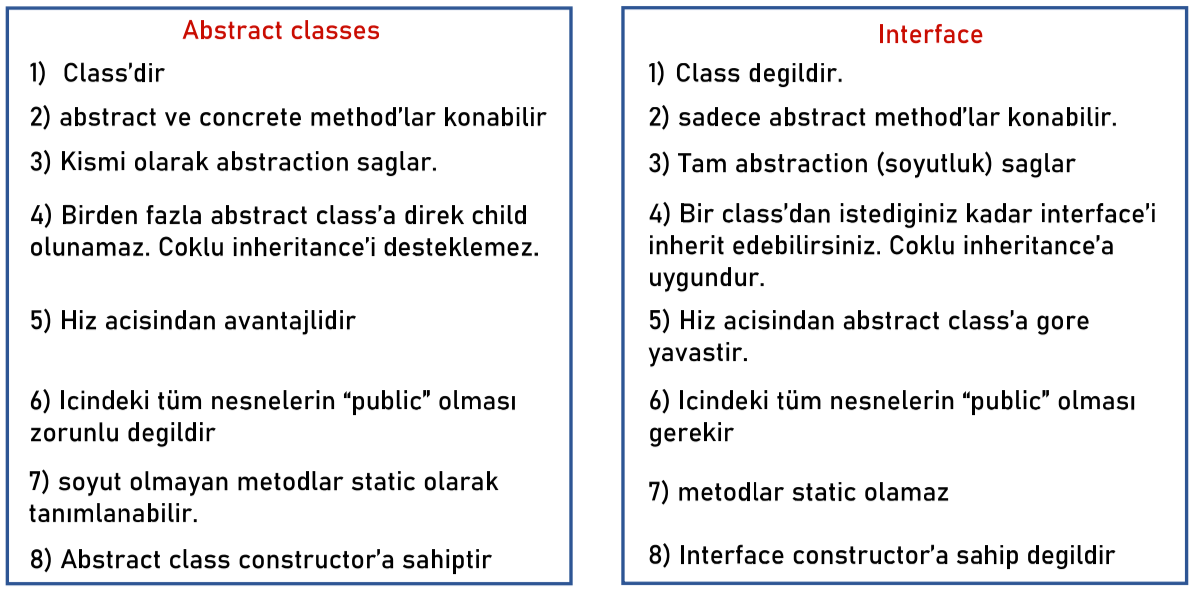 Abstract classes
1) Class’dir
2) abstract ve concrete method’lar konabilir
3) Kismi olarak abstraction saglar.
4) Birden fazla abstract class’a direk child
olunamaz. Coklu inheritance’i desteklemez.
5) Hiz acisindan avantajlidir
6) Icindeki tüm nesnelerin “public” olması
zorunlu degildir
7) soyut olmayan metodlar static olarak
tanımlanabilir.
8) Abstract class constructor’a sahiptir
Interface
1) Class degildir.
2) sadece abstract method’lar konabilir.
3) Tam abstraction (soyutluk) saglar
4) Bir class’dan istediginiz kadar interface’i
inherit edebilirsiniz. Coklu inheritance’a
uygundur.
5) Hiz acisindan abstract class’a gore
yavastir.
6) Icindeki tüm nesnelerin “public” olması
gerekir
7) metodlar static olamaz
8) Interface constructor’a sahip degildir